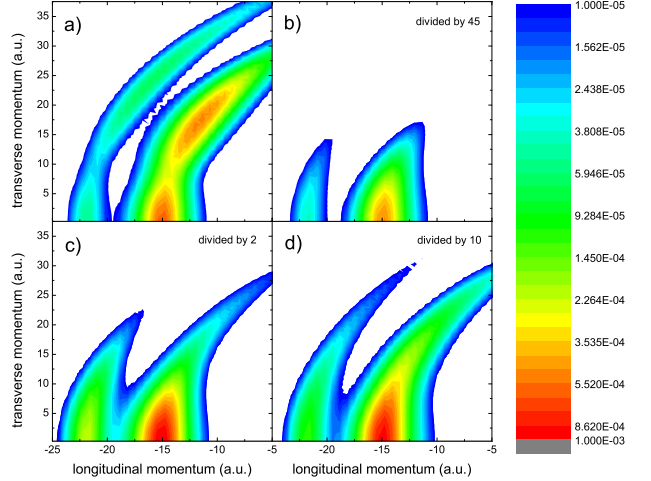 a)
b)
divided by 45
c)
divided by 2
d)
divided by 10
transverse momentum (a.u.)
35
30
25
20
15
10
5
transverse momentum (a.u.)
35
30
25
20
15
10
5
-25
-20
-15
-10
-5
-20
-15
-10
-5
longitudinal momentum (a.u.)
longitudinal momentum (a.u.)
1.000E-05
1.562E-05
2.438E-05
3.808E-05
5.946E-05
9.284E-05
1.450E-04
2.264E-04
3.535E-04
5.520E-04
8.620E-04
1.000E-03